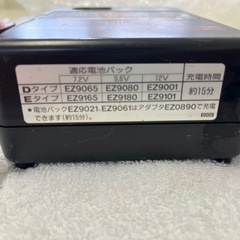 適応電池パック 充電時間
7.2V 9.6V 12V
Dタイプ EZ9065 EZ9080 EZ9001 約15分
Eタイプ EZ9165 EZ9180 EZ9101
※電池パックEZ9021、EZ9061はアダプタEZ0890で充電
できます(約15分)。